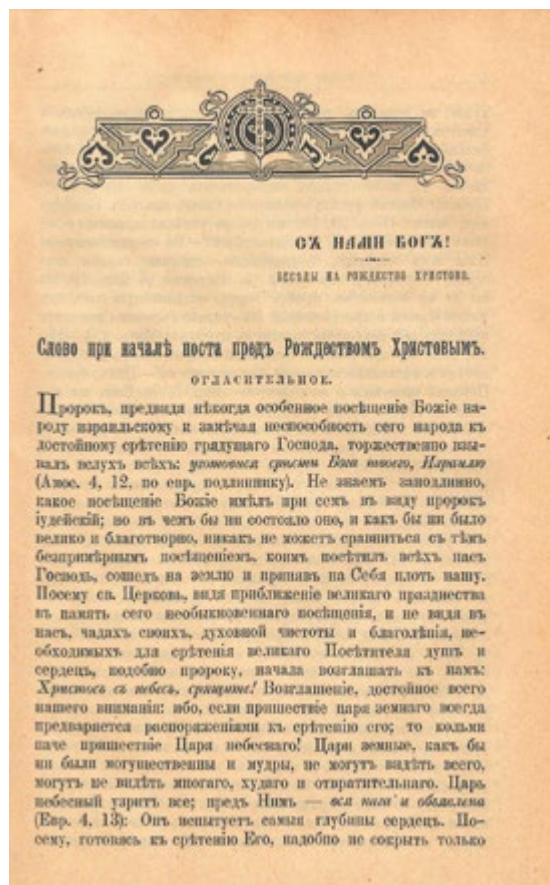 СЪ НАМИ БОГЪ!
БЕСѢДЫ НА РОЖДЕСТВО ХРИСТОВО.
Слово при началѣ поста предъ Рождествомъ Христовымъ.
ОГЛАСИТЕЛЬНОЕ.
Пророкъ, предвидя нѣкогда особенное посѣщеніе Божіе на-
роду израильскому и замѣчая неспособность сего народа къ
достойному срѣтенію грядущаго Господа, торжественно взы-
валъ вслухъ всѣхъ: уготовися срѣсти Бога твоего, Израилю
(Амос. 4, 12, по евр. подлиннику). Не знаемъ заподлинно,
какое посѣщеніе Божіе имѣлъ при семъ въ виду пророкъ
іудейскій; но въ чемъ бы ни состояло оно, и какъ бы ни было
велико и благотворно, никакъ не можетъ сравниться съ тѣмъ
безпримѣрнымъ посѣщеніемъ, коимъ посѣтилъ всѣхъ насъ
Господь, сошедъ на землю и принявъ на Себя плоть нашу.
Посему св. Церковь, видя приближеніе великаго празднества
въ память сего необыкновеннаго посѣщенія, и не видя въ
насъ, чадахъ своихъ, духовной чистоты и благолѣпія, не-
обходимыхъ для срѣтенія великаго Посѣтителя душъ и
сердецъ, подобно пророку, начала возглашать къ намъ:
Христосъ съ небесъ, срящите! Возглашеніе, достойное всего
нашего вниманія: ибо, если пришествіе царя земнаго всегда
предваряется распоряженіями къ срѣтенію его; то кольми
паче пришествіе Царя небеснаго! Цари земные, какъ бы
ни были могущественны и мудры, не могутъ видѣть всего,
могутъ не видѣть многаго, худаго и отвратительнаго. Царь
небесный узритъ все; предъ Нимъ — вся нага и объявлена
(Евр. 4, 13): Онъ испытуетъ самыя глубины сердецъ. По-
сему, готовясь къ срѣтенію Его, надобно не сокрыть только